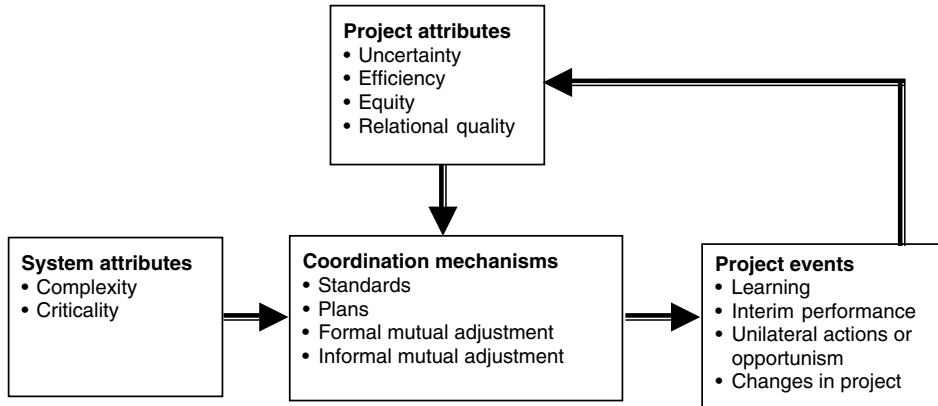 Project attributes
• Uncertainty
• Efficiency
• Equity
• Relational quality
System attributes
• Complexity
• Criticality
Coordination mechanisms
• Standards
• Plans
• Formal mutual adjustment
• Informal mutual adjustment
Project events
• Learning
• Interim performance
• Unilateral actions or
opportunism
• Changes in project